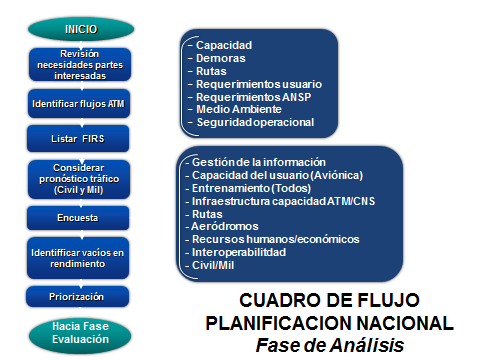 INICIO
Revisión
necesidades partes
interesadas
Identificar flujos ATM
Listar FIRS
Considerar
pronóstico tráfico
(Civil y Mil)
Encuesta
Identifficar vacíos en
rendimiento
Priorización
Hacia Fase
Evaluación
– Capacidad
– Demoras
– Rutas
– Requerimientos usuario
– Requerimientos ANSP
– Medio Ambiente
– Seguridad operacional
- Gestión de la información
- Capacidad del usuario (Aviónica)
- Entrenamiento (Todos)
- Infraestructura capacidad ATM/CNS
- Rutas
- Aeródromos
- Recursos humanos/económicos
- Interoperabilitdad
- Civil/Mil
CUADRO DE FLUJO
PLANIFICACION NACIONAL
Fase de Análisis